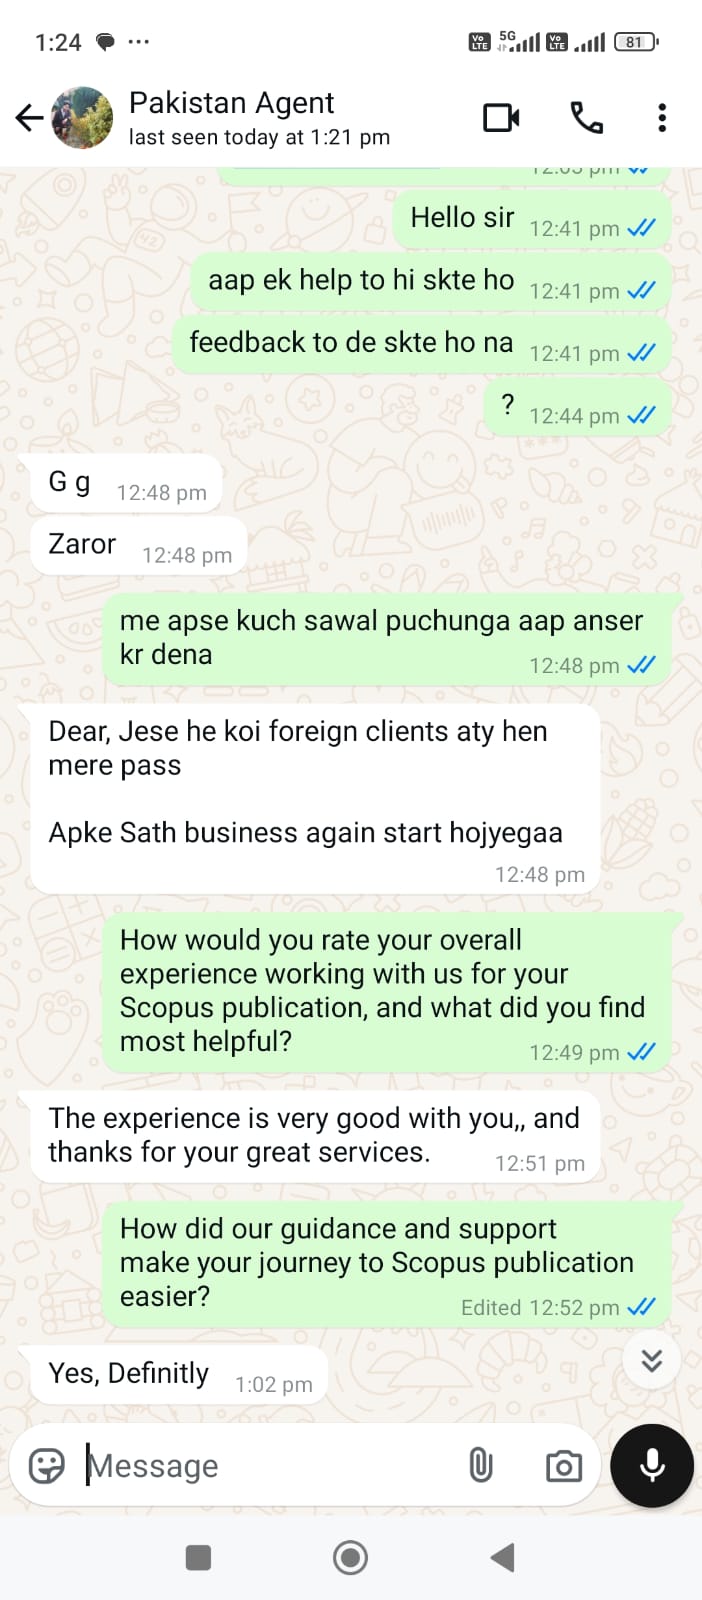 1:24
Vo LTE 5G Vo LTE 81
Pakistan Agent
last seen today at 1:21 pm
Hello sir 12:41 pm
aap ek help to hi skte ho 12:41 pm
feedback to de skte ho na 12:41 pm
? 12:44 pm
G g 12:48 pm
Zaror 12:48 pm
me apse kuch sawal puchunga aap anser
kr dena 12:48 pm
Dear, Jese he koi foreign clients aty hen
mere pass
Apke Sath business again start hojyegaa
12:48 pm
How would you rate your overall
experience working with us for your
Scopus publication, and what did you find
most helpful? 12:49 pm
The experience is very good with you,, and
thanks for your great services. 12:51 pm
How did our guidance and support
make your journey to Scopus publication
easier? Edited 12:52 pm
Yes, Definitly 1:02 pm
Message